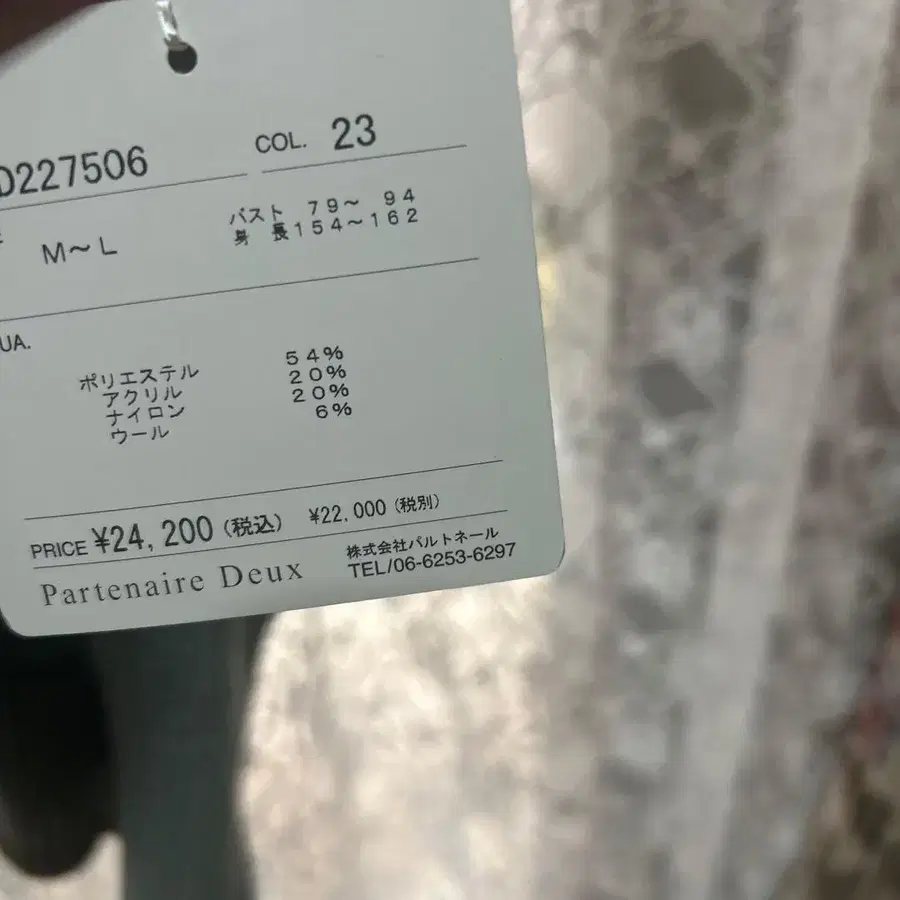 D227506 COL. 23
M～L バスト 79～ 94
身 長154～162
UA.
ポリエステル 54%
アクリル 20%
ナイロン 20%
ウール 6%
PRICE ¥24,200 (税込) ¥22,000 (税別)
Partenaire Deux 株式会社パルトネール
TEL/06-6253-6297